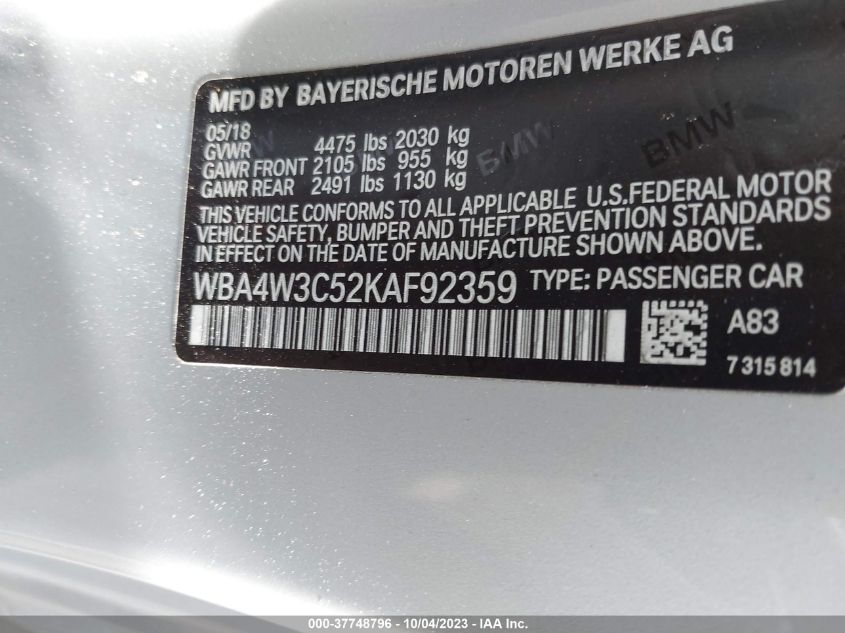 MFD BY BAYERISCHE MOTOREN WERKE AG
05/18
GVWR 4475 lbs 2030 kg
GAWR FRONT 2105 lbs 955 kg
GAWR REAR 2491 lbs 1130 kg
THIS VEHICLE CONFORMS TO ALL APPLICABLE U.S.FEDERAL MOTOR
VEHICLE SAFETY, BUMPER AND THEFT PREVENTION STANDARDS
IN EFFECT ON THE DATE OF MANUFACTURE SHOWN ABOVE.
WBA4W3C52KAF92359 TYPE: PASSENGER CAR
A83
7 315 814
BMW
BMW
BMW
000-37748796 - 10/04/2023 - IAA Inc.